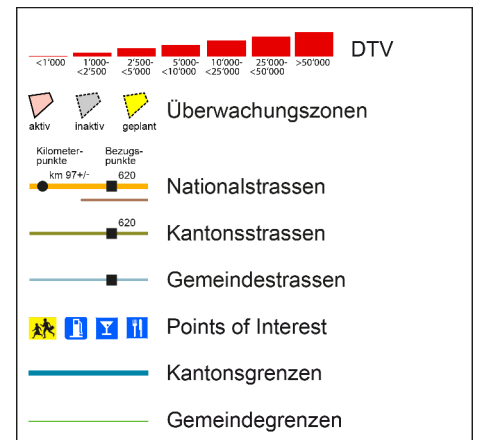 DTV
<1'000 1'000- 2'500- 5'000- 10'000- 25'000- >50'000
<2'500 <5'000 <10'000 <25'000 <50'000
Überwachungszonen
aktiv inaktiv geplant
Kilometer- Bezugs-
punkte punkte
km 97+/- 620
Nationalstrassen
620
Kantonsstrassen
Gemeindestrassen
Points of Interest
Kantonsgrenzen
Gemeindegrenzen